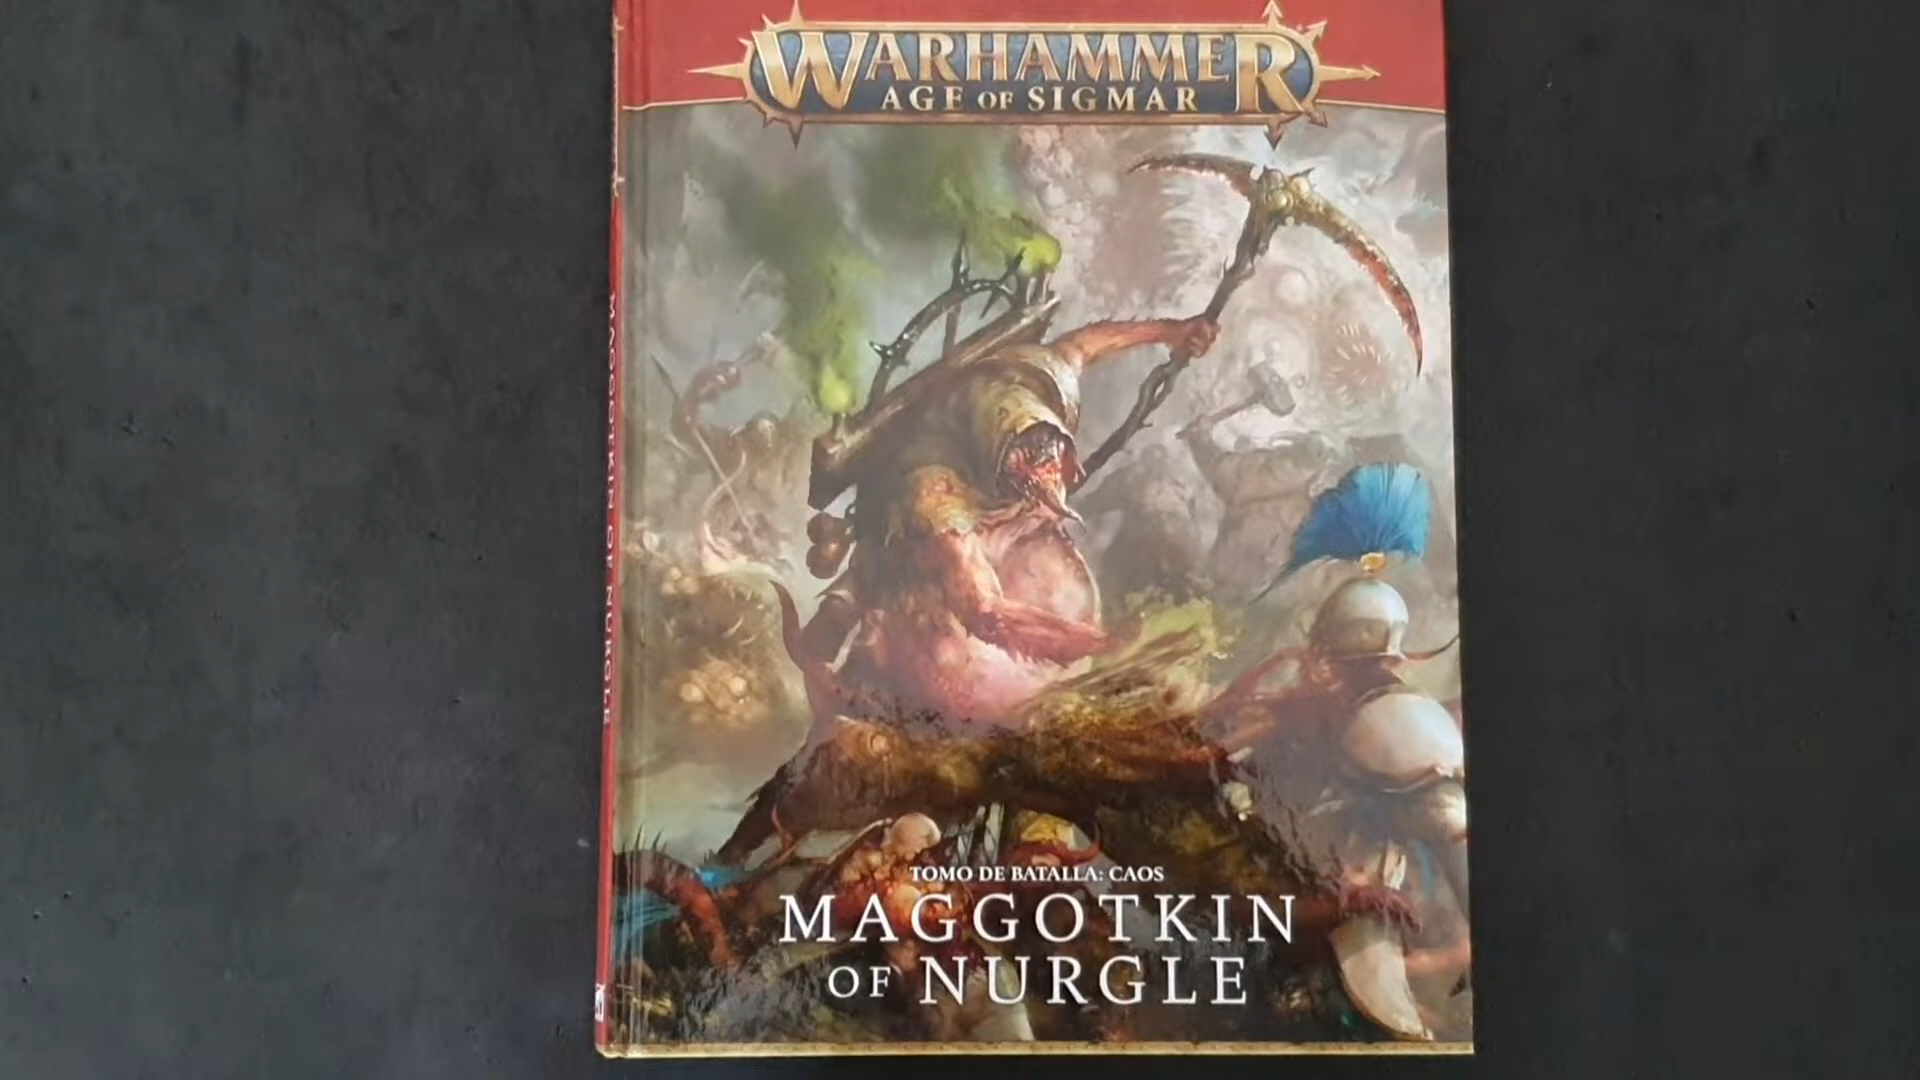 WARHAMMER
AGE OF SIGMAR
TOMO DE BATALLA: CAOS
MAGGOTKIN
OF NURGLE
MAGGOTKIN OF NURGLE